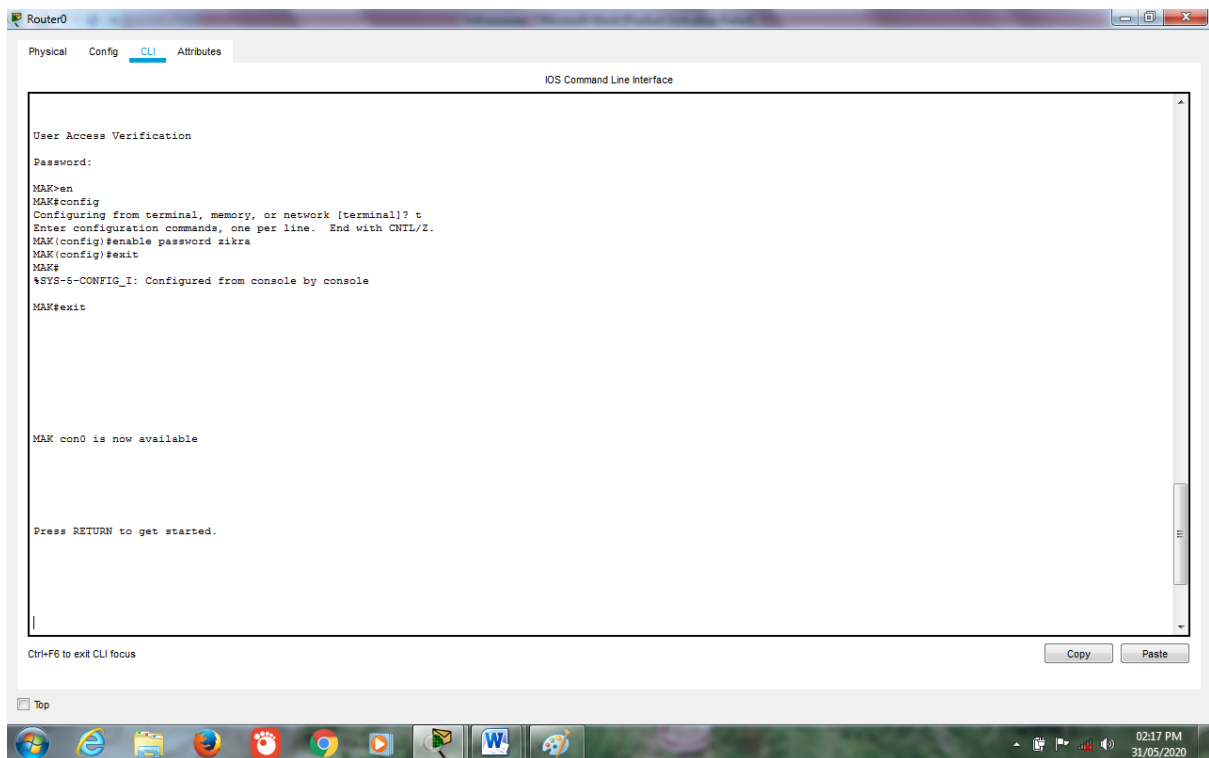 Router0
Physical Config CLI Attributes
IOS Command Line Interface
User Access Verification
Password:
MAK>en
MAK#config
Configuring from terminal, memory, or network [terminal]? t
Enter configuration commands, one per line.  End with CNTL/Z.
MAK(config)#enable password zikra
MAK(config)#exit
MAK#
%SYS-5-CONFIG_I: Configured from console by console
MAK#exit
MAK con0 is now available
Press RETURN to get started.
Ctrl+F6 to exit CLI focus
Copy Paste
Top
02:17 PM
31/05/2020